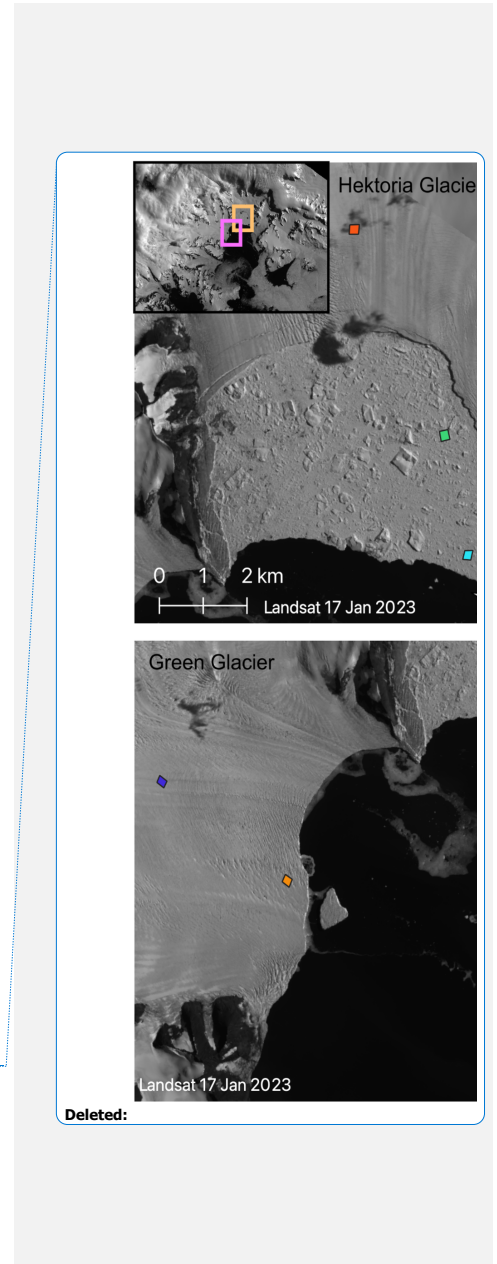 Hektoria Glacie
0 1 2 km
Landsat 17 Jan 2023
Green Glacier
Landsat 17 Jan 2023
Deleted: